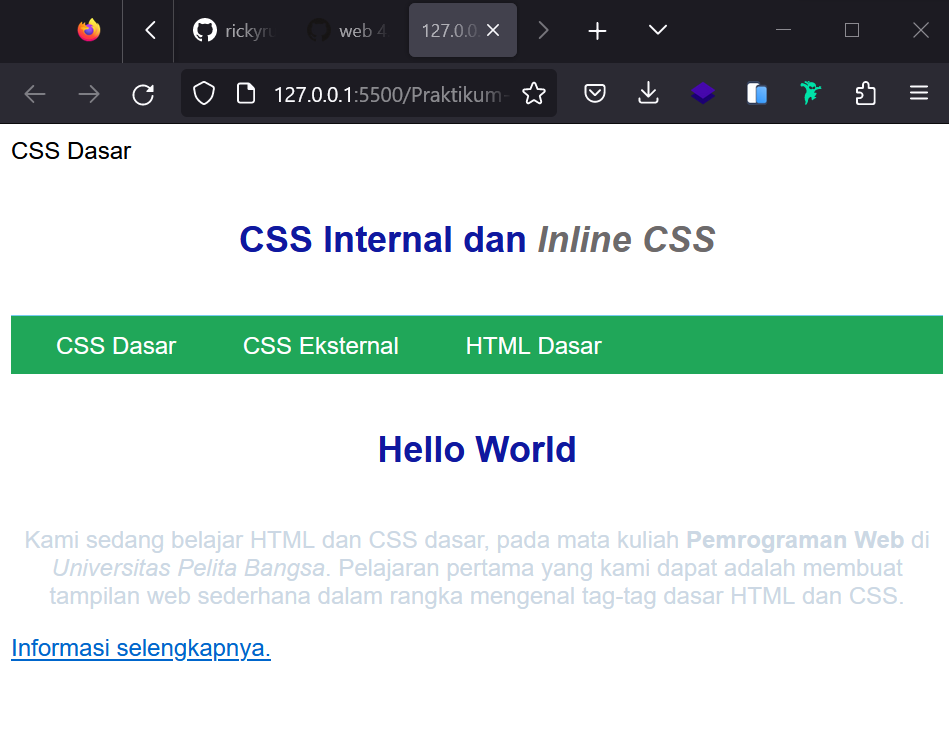 rickyru
web 4
127.0.0.
127.0.0.1:5500/Praktikum-
CSS Dasar
CSS Internal dan Inline CSS
CSS Dasar CSS Eksternal HTML Dasar
Hello World
Kami sedang belajar HTML dan CSS dasar, pada mata kuliah Pemrograman Web di
Universitas Pelita Bangsa. Pelajaran pertama yang kami dapat adalah membuat
tampilan web sederhana dalam rangka mengenal tag-tag dasar HTML dan CSS.
Informasi selengkapnya.